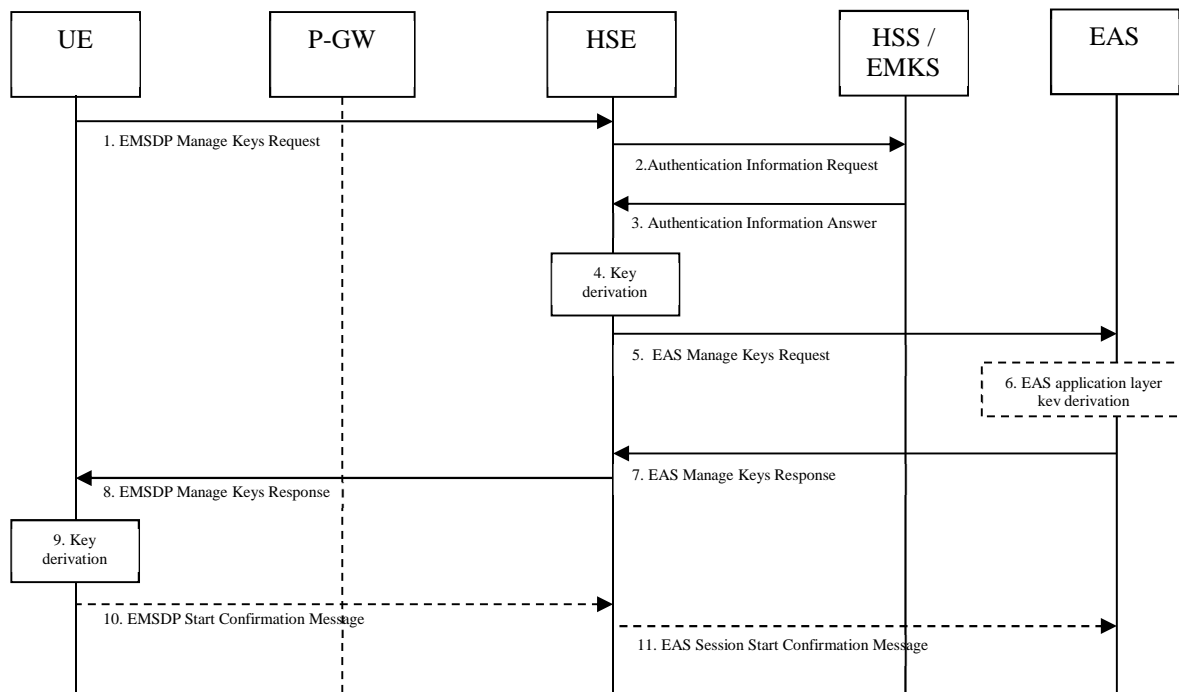 UE
P-GW
HSE
HSS /
EMKS
EAS
1. EMSDP Manage Keys Request
2.Authentication Information Request
3. Authentication Information Answer
4. Key
derivation
5. EAS Manage Keys Request
6. EAS application layer
key derivation
7. EAS Manage Keys Response
8. EMSDP Manage Keys Response
9. Key
derivation
10. EMSDP Start Confirmation Message
11. EAS Session Start Confirmation Message